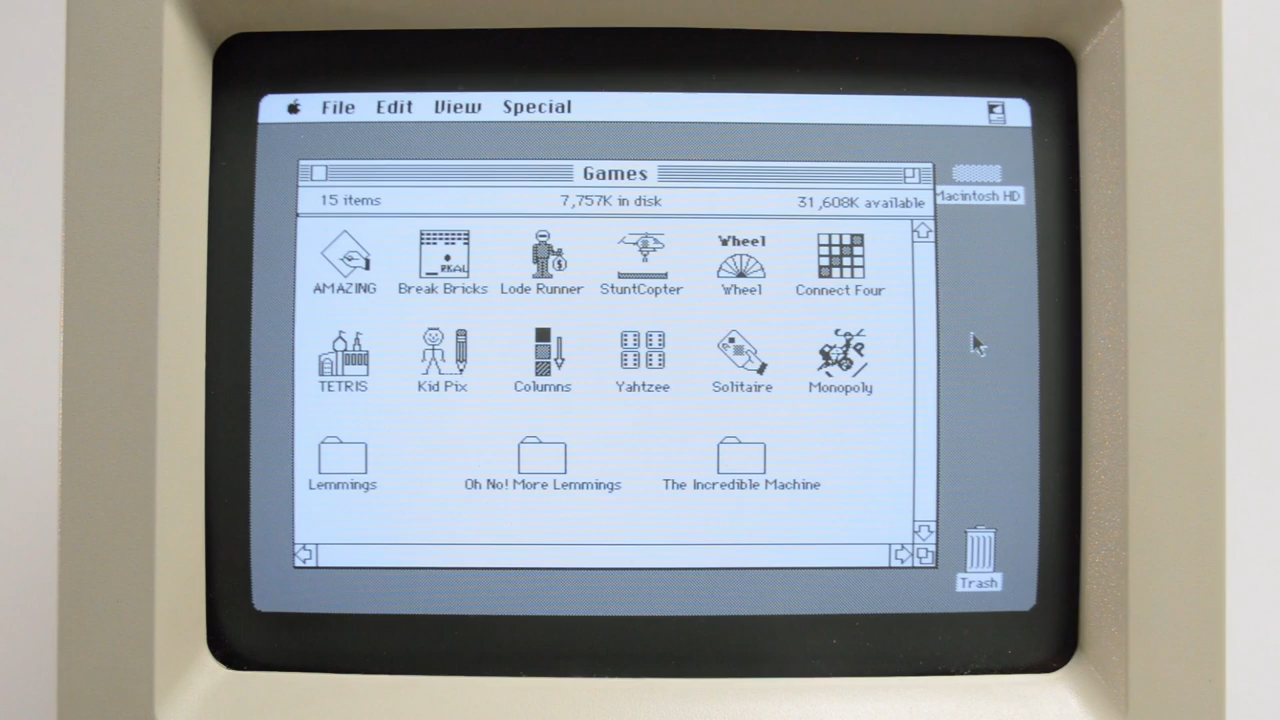 File Edit View Special
Games
15 items 7,757K in disk 31,608K available
Macintosh HD
Wheel
RKAL
AMAZING Break Bricks Lode Runner StuntCopter Wheel Connect Four
TETRIS Kid Pix Columns Yahtzee Solitaire Monopoly
Lemmings Oh No! More Lemmings The Incredible Machine
Trash